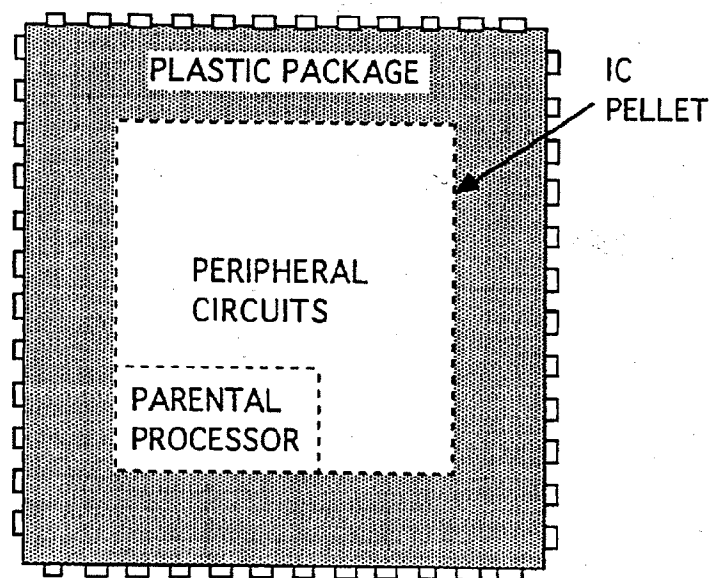 PLASTIC PACKAGE
IC
PELLET
PERIPHERAL
CIRCUITS
PARENTAL
PROCESSOR